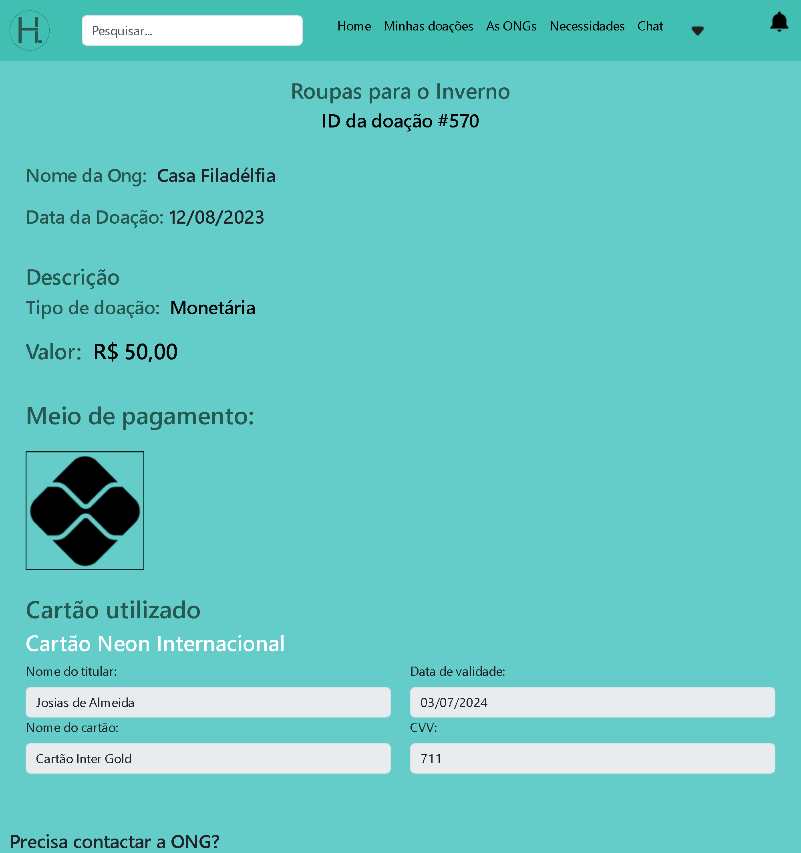 H.
Pesquisar...
Home Minhas doações As ONGs Necessidades Chat
Roupas para o Inverno
ID da doação #570
Nome da Ong: Casa Filadélfia
Data da Doação: 12/08/2023
Descrição
Tipo de doação: Monetária
Valor: R$ 50,00
Meio de pagamento:
Cartão utilizado
Cartão Neon Internacional
Nome do titular: Data de validade:
Josias de Almeida 03/07/2024
Nome do cartão: CVV:
Cartão Inter Gold 711
Precisa contactar a ONG?